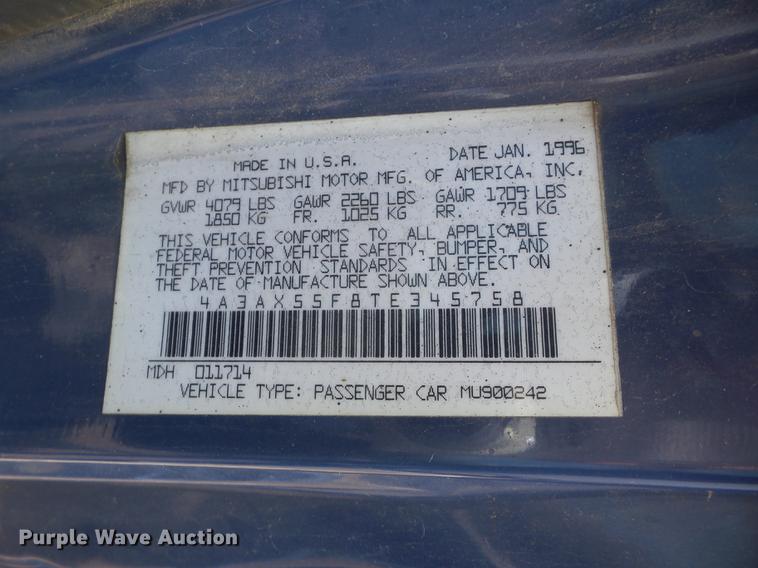 MADE IN U.S.A. DATE JAN. 1996
MFD BY MITSUBISHI MOTOR MFG. OF AMERICA, INC.
GVWR 4079 LBS GAWR 2260 LBS GAWR 1709 LBS
1850 KG FR. 1025 KG RR. 775 KG
THIS VEHICLE CONFORMS TO ALL APPLICABLE
FEDERAL MOTOR VEHICLE SAFETY, BUMPER, AND
THEFT PREVENTION STANDARDS IN EFFECT ON
THE DATE OF MANUFACTURE SHOWN ABOVE.
4A3AX55F8TE345758
MDH 011714
VEHICLE TYPE: PASSENGER CAR MU900242
Purple Wave Auction